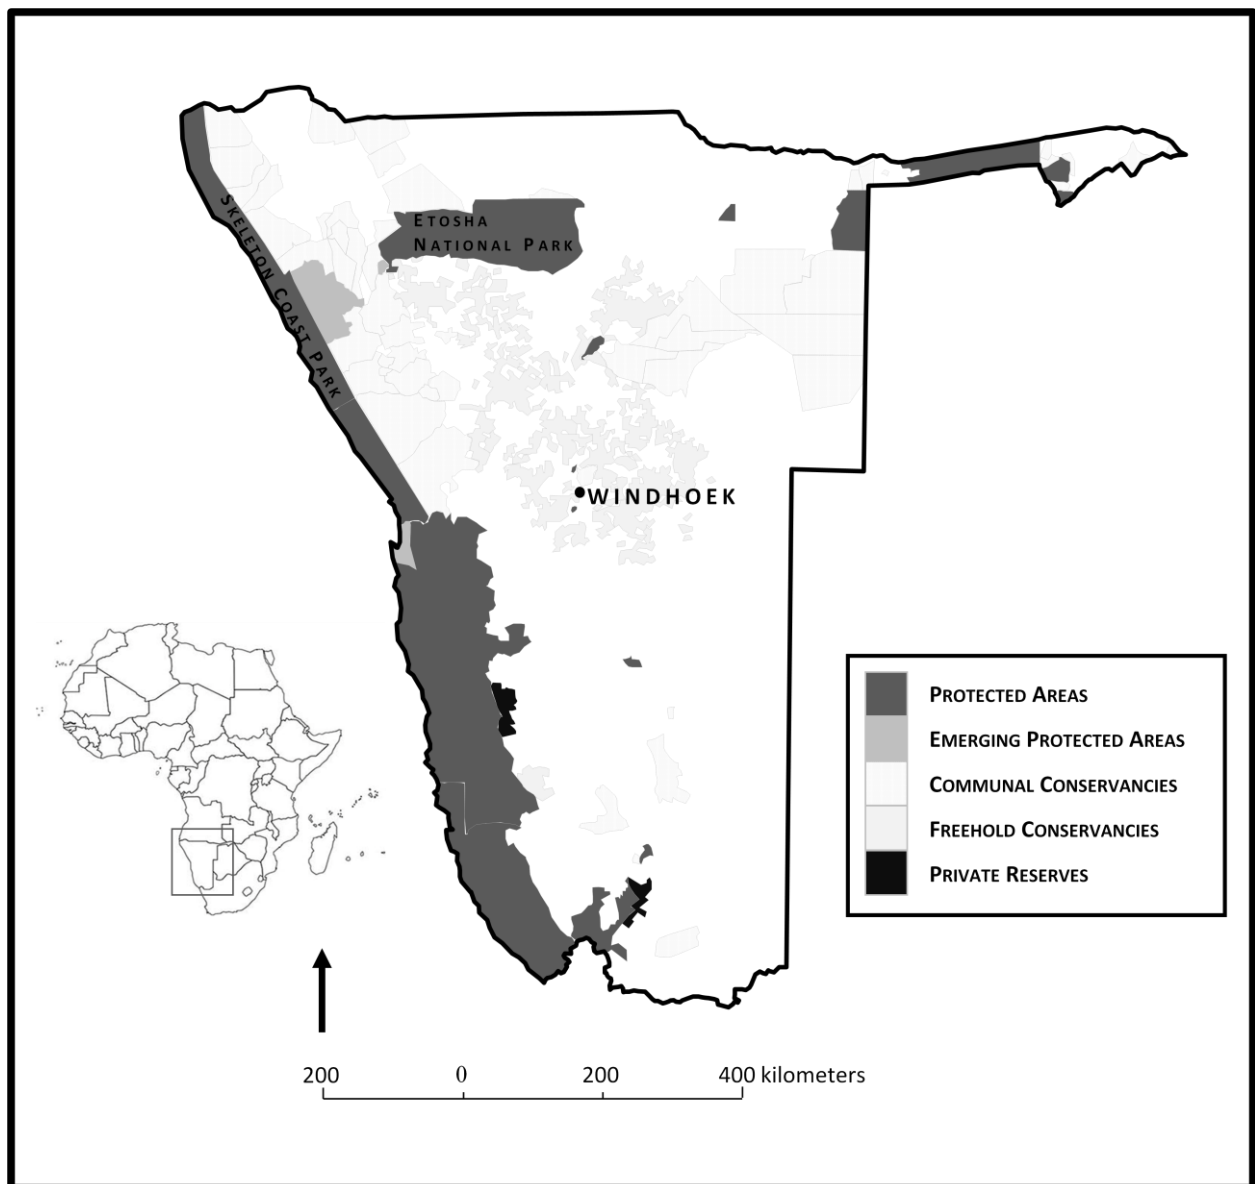 SKELETON COAST PARK
ETOSHA
NATIONAL PARK
WINDHOEK
PROTECTED AREAS
EMERGING PROTECTED AREAS
COMMUNAL CONSERVANCIES
FREEHOLD CONSERVANCIES
PRIVATE RESERVES
200 0 200 400 kilometers